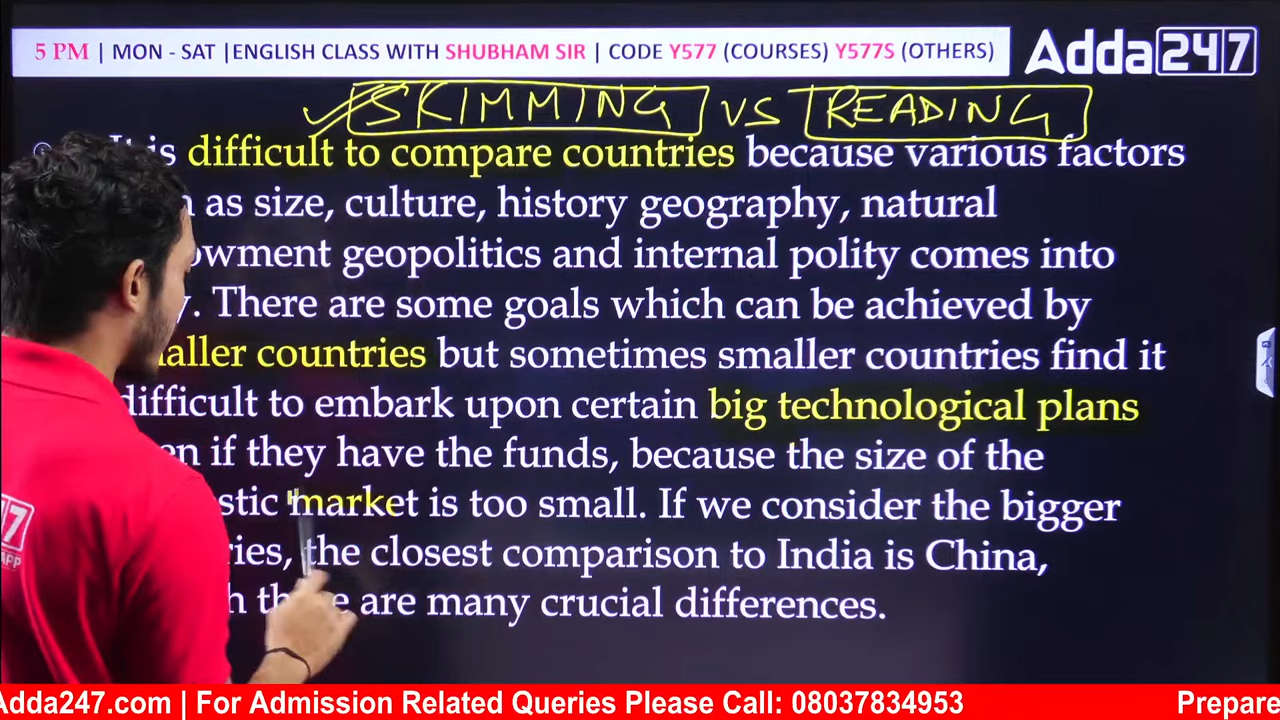 5 PM | MON - SAT |ENGLISH CLASS WITH SHUBHAM SIR | CODE Y577 (COURSES) Y577S (OTHERS)
Adda247
SKIMMING VS READING
It is difficult to compare countries because various factors
as size, culture, history geography, natural
geopolitics and internal polity comes into
There are some goals which can be achieved by
countries but sometimes smaller countries find it
difficult to embark upon certain big technological plans
if they have the funds, because the size of the
market is too small. If we consider the bigger
the closest comparison to India is China,
are many crucial differences.
7
APP
Adda247.com | For Admission Related Queries Please Call: 08037834953 Prepare